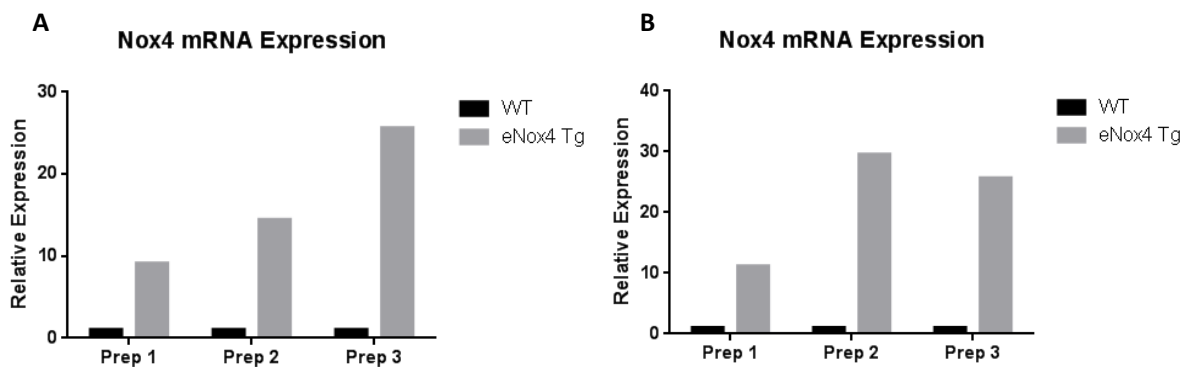 A
Nox4 mRNA Expression
30
20
10
0
Relative Expression
Prep 1 Prep 2 Prep 3
WT
eNox4 Tg
B
Nox4 mRNA Expression
40
30
20
10
0
Relative Expression
Prep 1 Prep 2 Prep 3
WT
eNox4 Tg